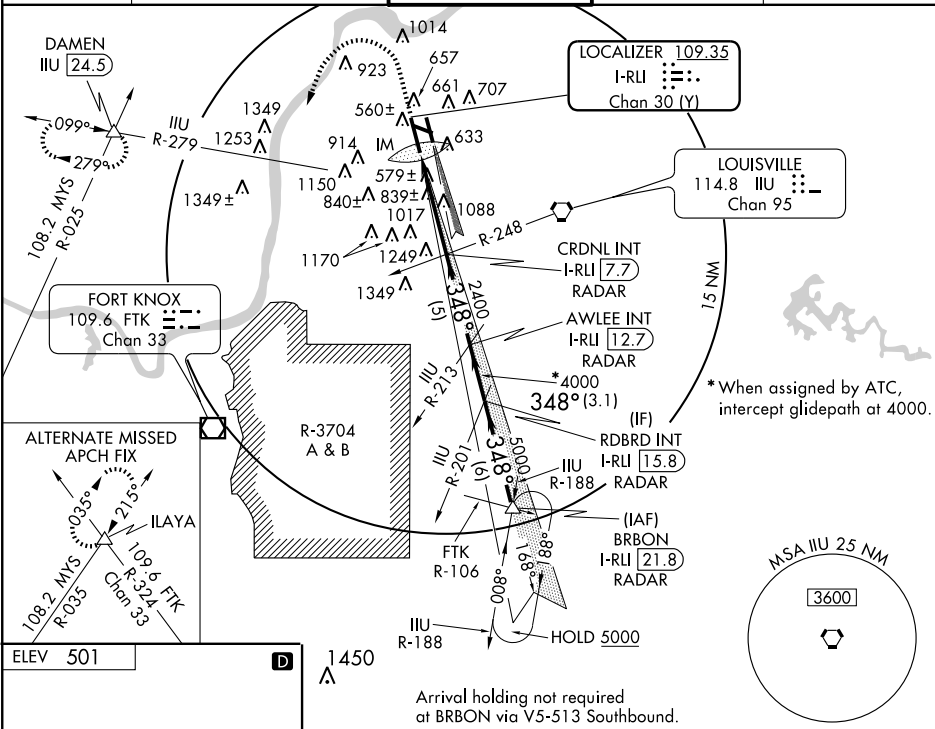 DAMEN
IIU 24.5
099°
279°
108.2 MYS
R-025
IIU
R-279
1014
923
657
661
707
560±
633
IM
1349
1253
914
1150
1349±
840±
579±
839±
1088
1017
1170
1249
1349
LOCALIZER 109.35
I-RLI
Chan 30 (Y)
LOUISVILLE
114.8 IIU
Chan 95
R-248
CRDNL INT
I-RLI 7.7
RADAR
15 NM
2400
348°
(5)
AWLEE INT
I-RLI 12.7
RADAR
FORT KNOX
109.6 FTK
Chan 33
IIU
R-213
*4000
348° (3.1)
* When assigned by ATC,
intercept glidepath at 4000.
R-3704
A & B
(IF)
RDBRD INT
I-RLI 15.8
RADAR
IIU
R-201
348°
(6)
5000
IIU
R-188
ALTERNATE MISSED
APCH FIX
035°
215°
ILAYA
108.2 MYS
R-035
109.6 FTK
R-324
Chan 33
FTK
R-106
(IAF)
BRBON
I-RLI 21.8
RADAR
008°
168°
188°
IIU
R-188
HOLD 5000
MSA IIU 25 NM
3600
ELEV 501
D
1450
Arrival holding not required
at BRBON via V5-513 Southbound.